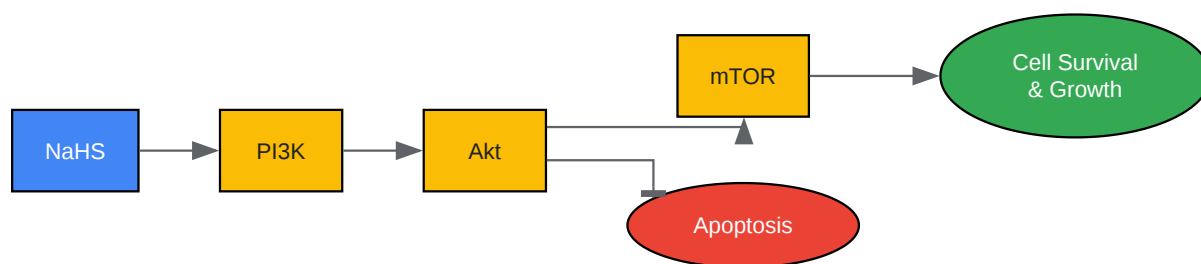 NaHS
PI3K
Akt
mTOR
Cell Survival
& Growth
Apoptosis